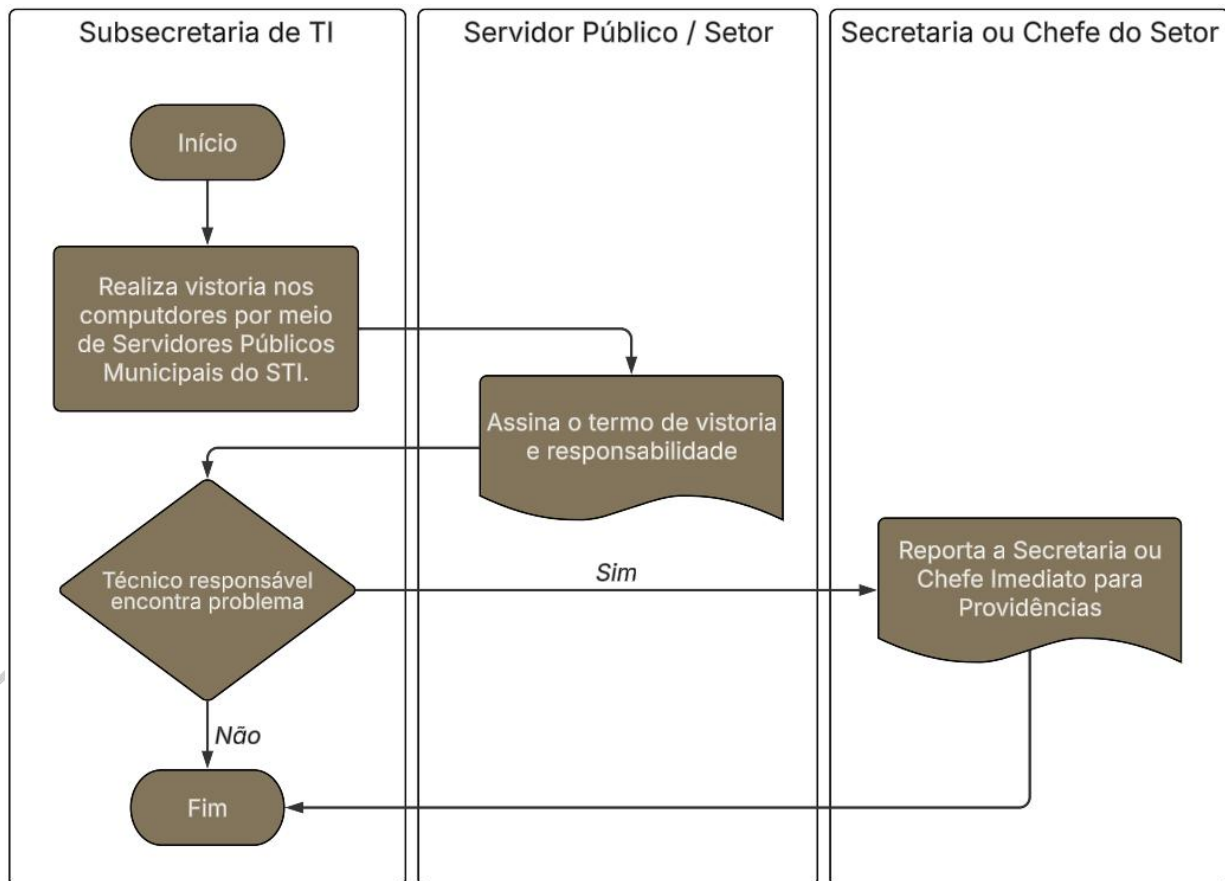 Subsecretaria de TI
Servidor Público / Setor
Secretaria ou Chefe do Setor
Início
Realiza vistoria nos
computdores por meio
de Servidores Públicos
Municipais do STI.
Assina o termo de vistoria
e responsabilidade
Técnico responsável
encontra problema
Sim
Reporta a Secretaria ou
Chefe Imediato para
Providências
Não
Fim